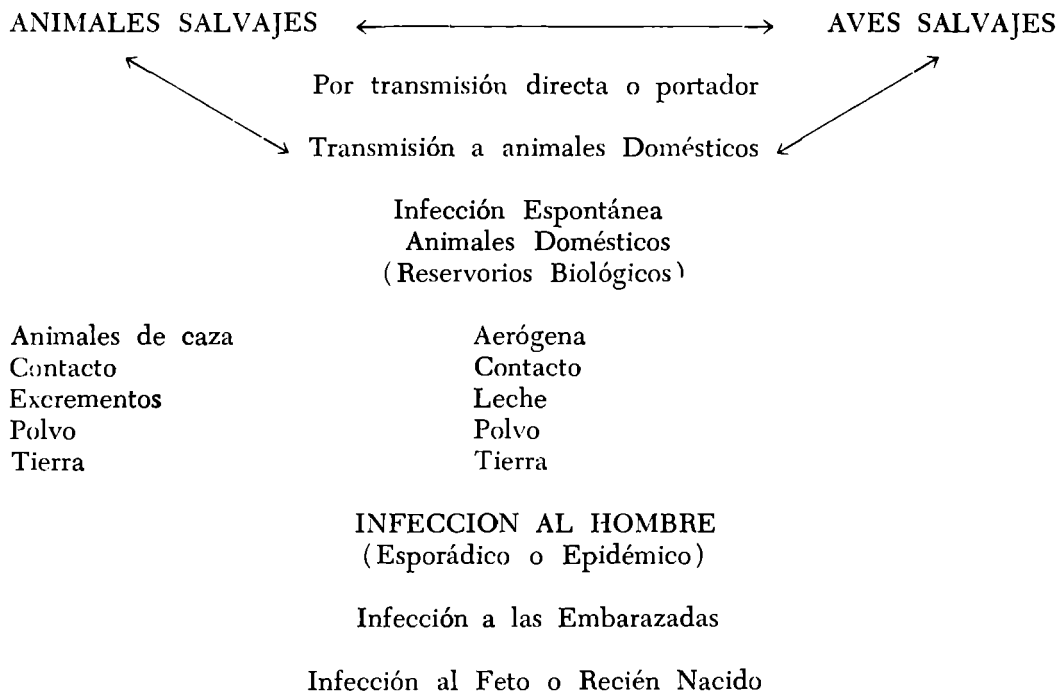 ANIMALES SALVAJES AVES SALVAJES
Por transmisión directa o portador
Transmisión a animales Domésticos
Infección Espontánea
Animales Domésticos
(Reservorios Biológicos)
Animales de caza Aerógena
Contacto Contacto
Excrementos Leche
Polvo Polvo
Tierra Tierra
INFECCION AL HOMBRE
(Esporádico o Epidémico)
Infección a las Embarazadas
Infección al Feto o Recién Nacido